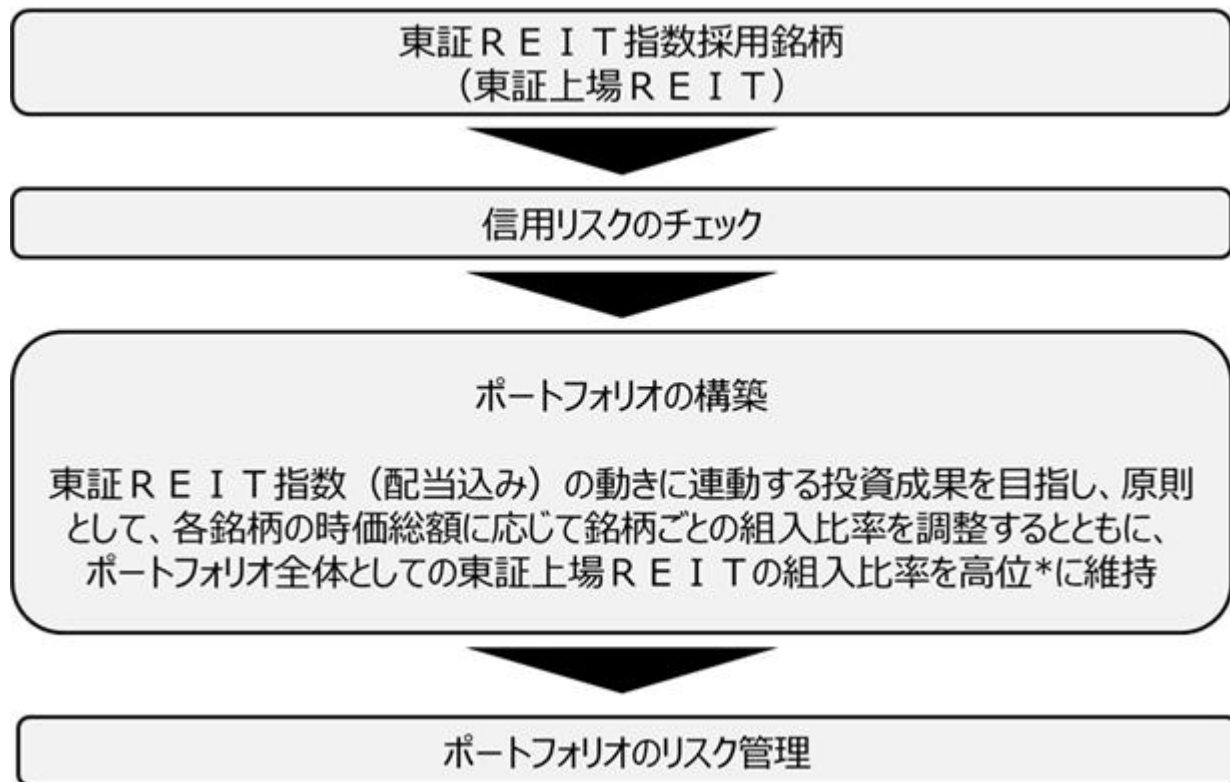 東証ＲＥＩＴ指数採用銘柄
（東証上場ＲＥＩＴ）
信用リスクのチェック
ポートフォリオの構築
東証ＲＥＩＴ指数（配当込み）の動きに連動する投資成果を目指し、原則
として、各銘柄の時価総額に応じて銘柄ごとの組入比率を調整するとともに、
ポートフォリオ全体としての東証上場ＲＥＩＴの組入比率を高位*に維持
ポートフォリオのリスク管理